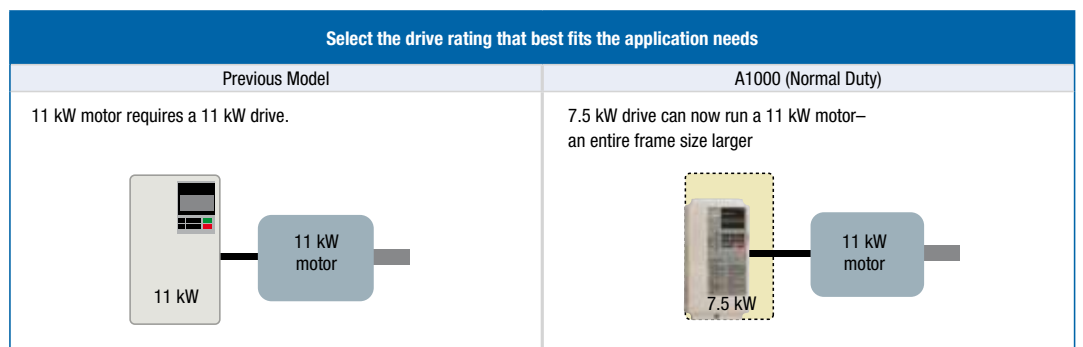 Select the drive rating that best fits the application needs
Previous Model
A1000 (Normal Duty)
11 kW motor requires a 11 kW drive.
7.5 kW drive can now run a 11 kW motor–
an entire frame size larger
11 kW
motor
11 kW
11 kW
motor
7.5 kW